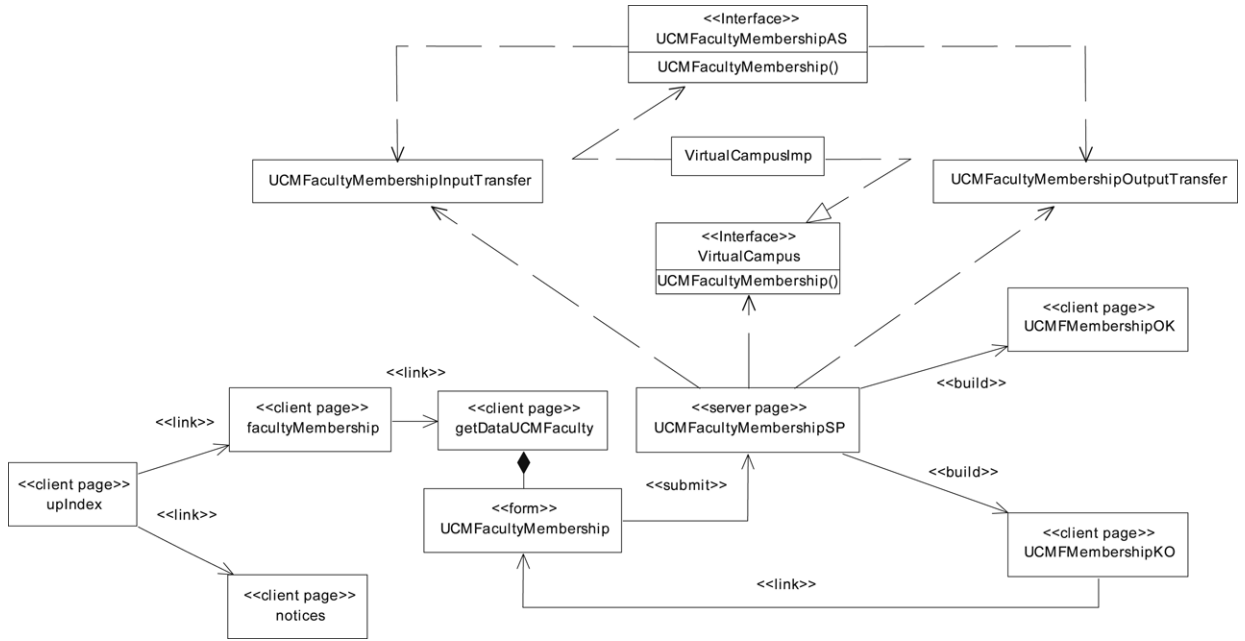 <<Interface>>
UCMFacultyMembershipAS
UCMFacultyMembership()
VirtualCampusImp
UCMFacultyMembershipInputTransfer
UCMFacultyMembershipOutputTransfer
<<Interface>>
VirtualCampus
UCMFacultyMembership()
<<client page>>
UCMFMembershipOK
<<link>>
<<build>>
<<client page>>
facultyMembership
<<client page>>
getDataUCMFaculty
<<server page>>
UCMFacultyMembershipSP
<<link>>
<<client page>>
upIndex
<<build>>
<<submit>>
<<link>>
<<form>>
UCMFacultyMembership
<<client page>>
UCMFMembershipKO
<<link>>
<<client page>>
notices